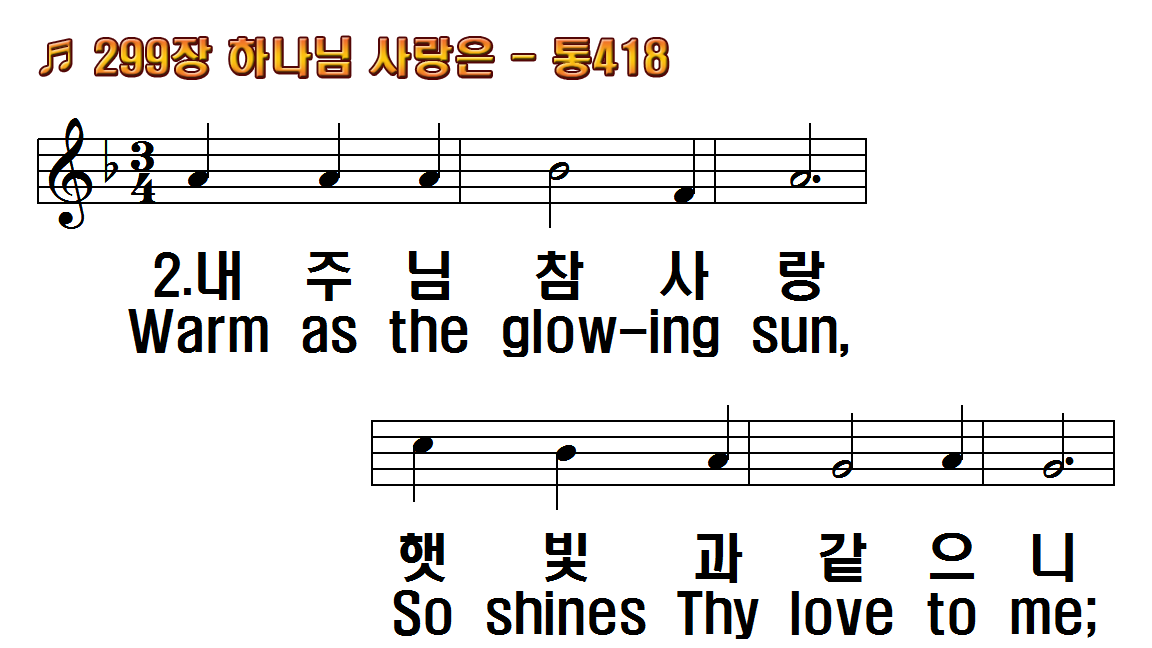 ♬ 299장 하나님 사랑은 - 통418
3
4
2.내 주 님 참 사 랑
Warm as the glow-ing sun,
햇 빛 과 같 으 니
So shines Thy love to me;